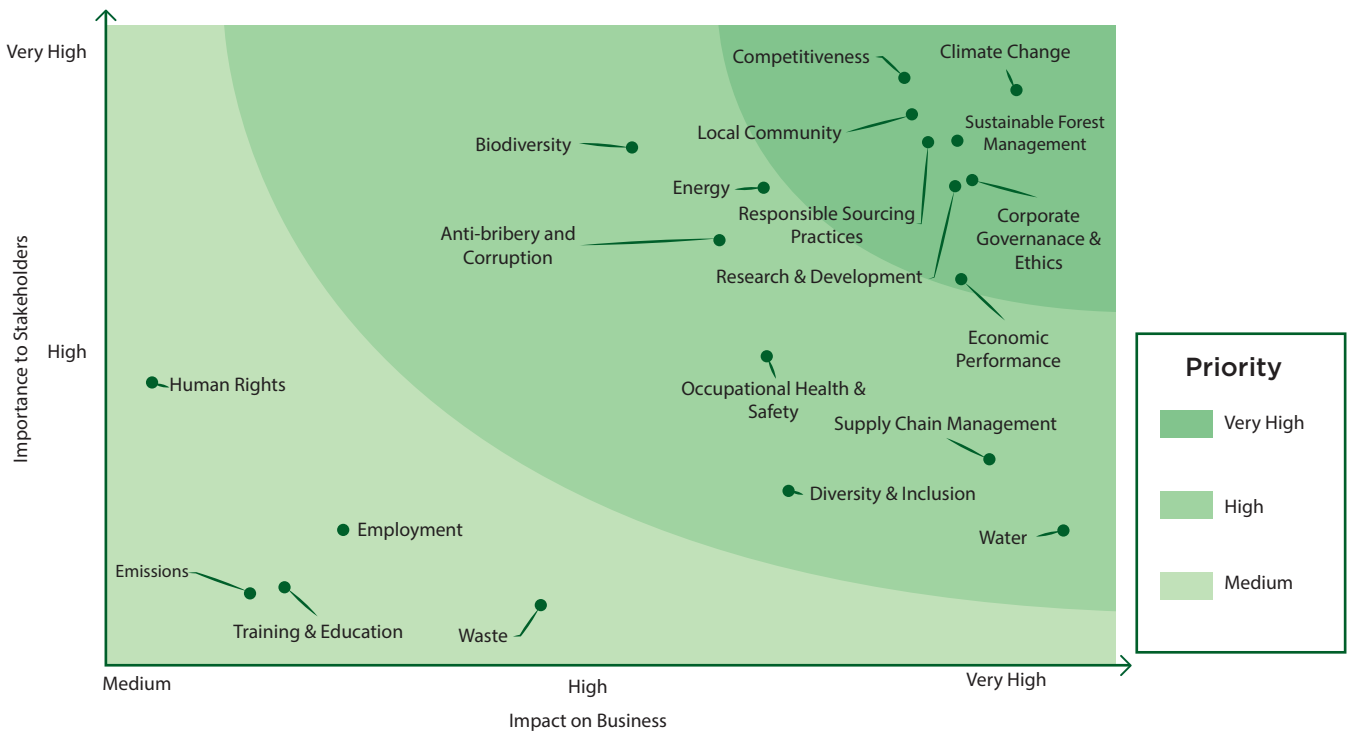 Very High
Competitiveness
Climate Change
Local Community
Sustainable Forest
Management
Biodiversity
Energy
Responsible Sourcing
Practices
Corporate
Governanace &
Ethics
Anti-bribery and
Corruption
Research & Development
Importance to Stakeholders
High
Economic
Performance
Human Rights
Occupational Health &
Safety
Supply Chain Management
Diversity & Inclusion
Employment
Water
Emissions
Training & Education
Waste
Medium
High
Very High
Impact on Business
Priority
Very High
High
Medium